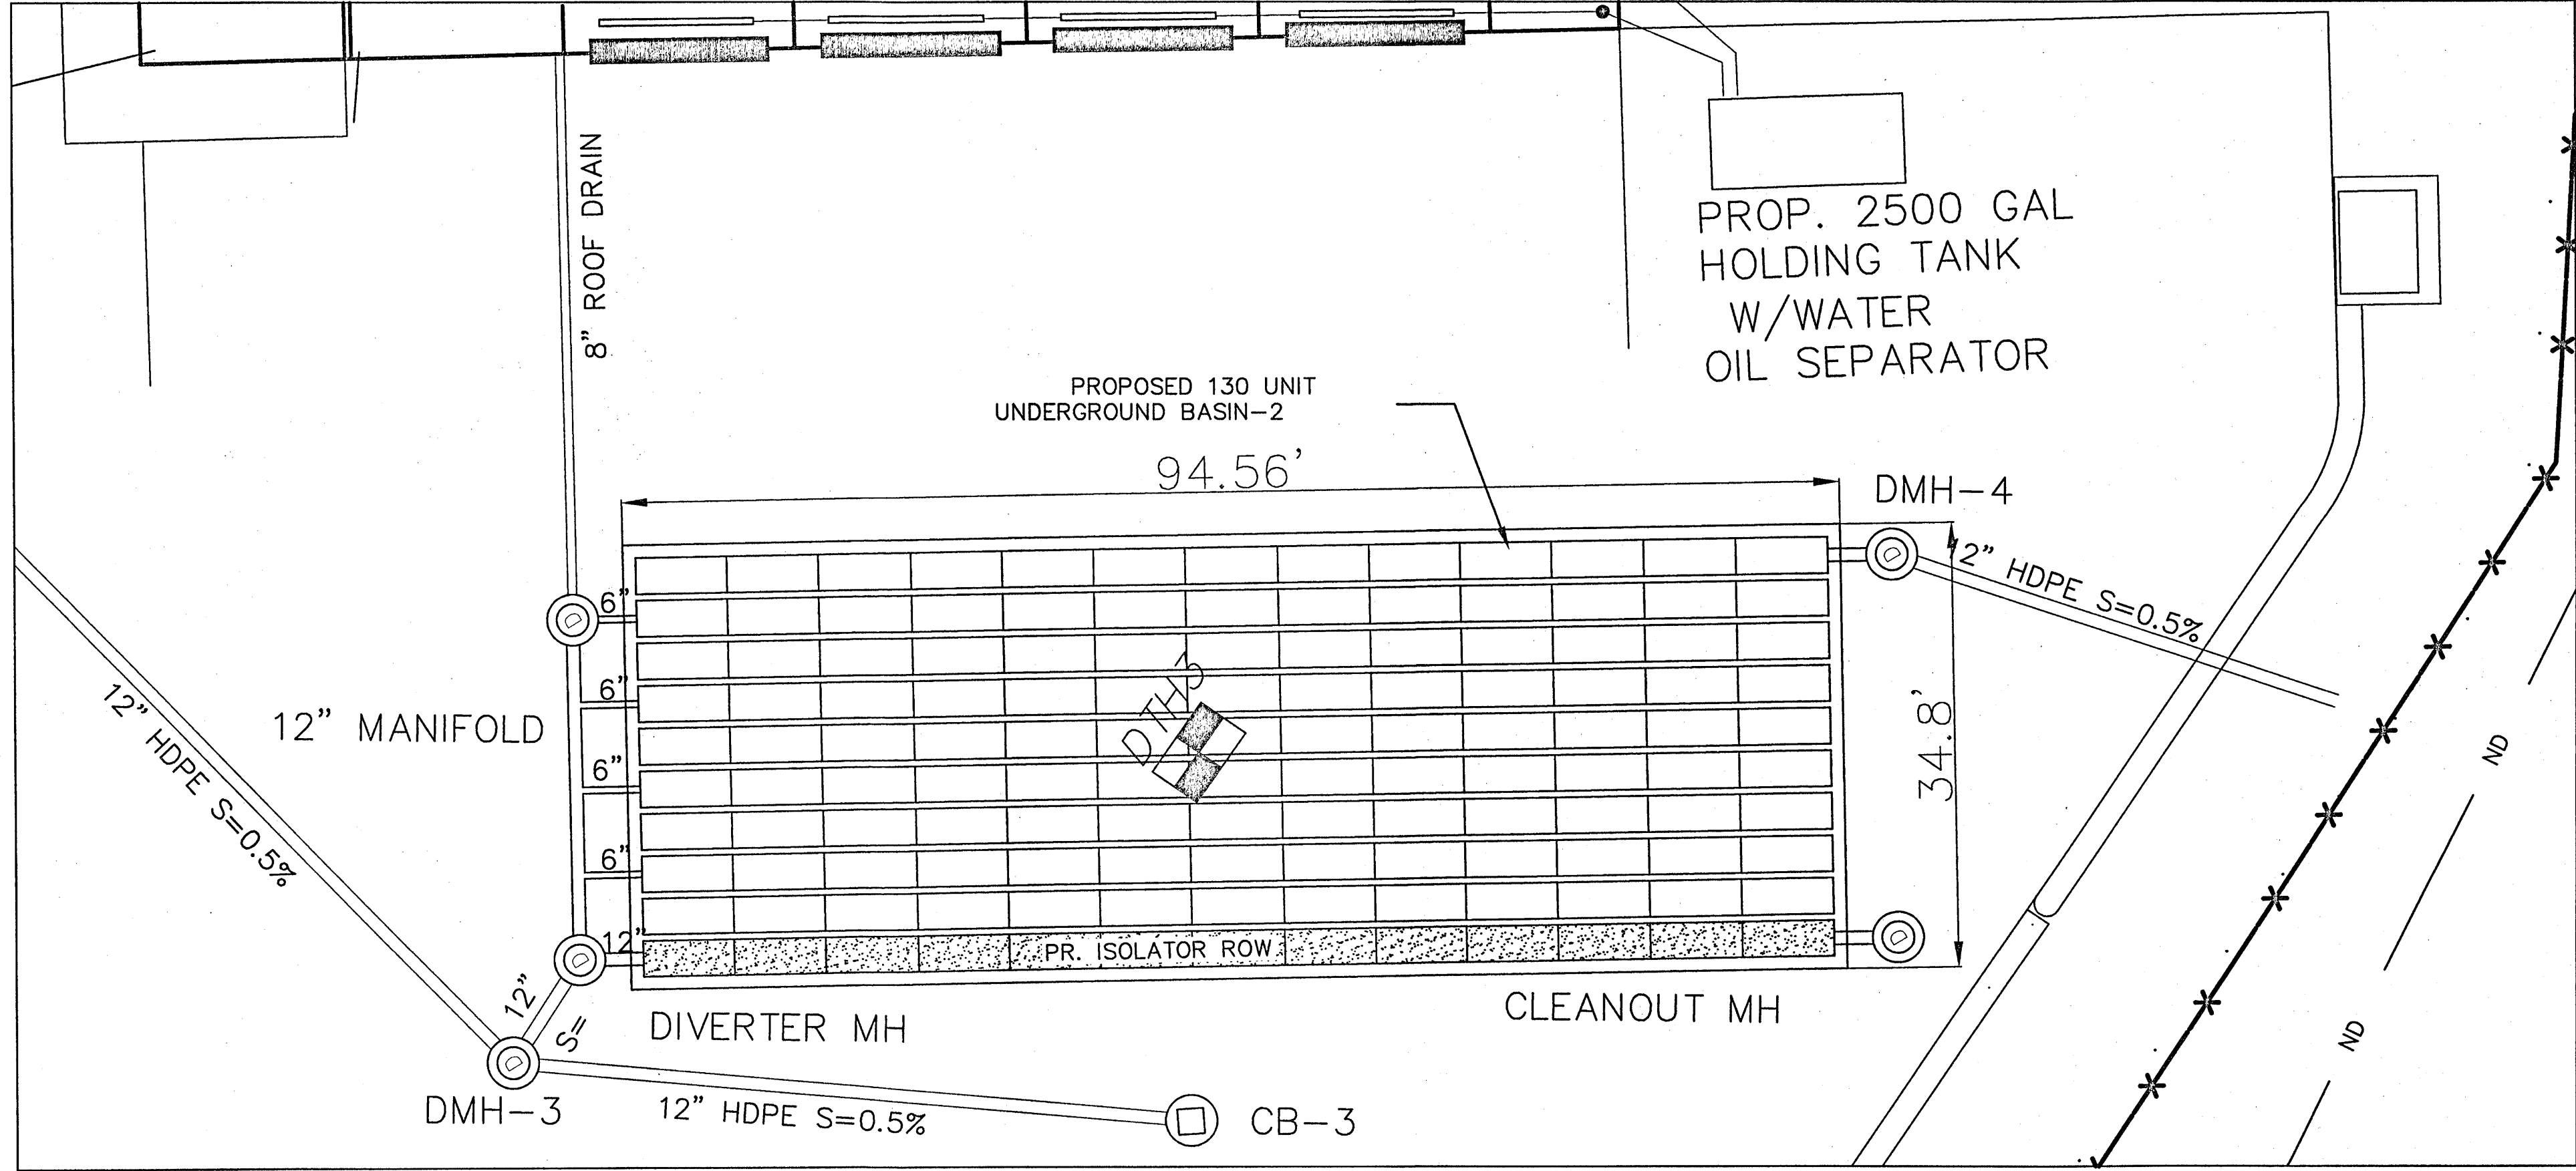 8" ROOF DRAIN
PROP. 2500 GAL
HOLDING TANK
W/WATER
OIL SEPARATOR
PROPOSED 130 UNIT
UNDERGROUND BASIN-2
94.56'
DMH-4
12" HDPE S=0.5%
34.8'
6"
6"
6"
6"
12"
12" MANIFOLD
12" HDPE S=0.5%
D TH3
PR. ISOLATOR ROW
12"
S=
DIVERTER MH
CLEANOUT MH
DMH-3
12" HDPE S=0.5%
CB-3
ND
ND
D
D
D
D
D